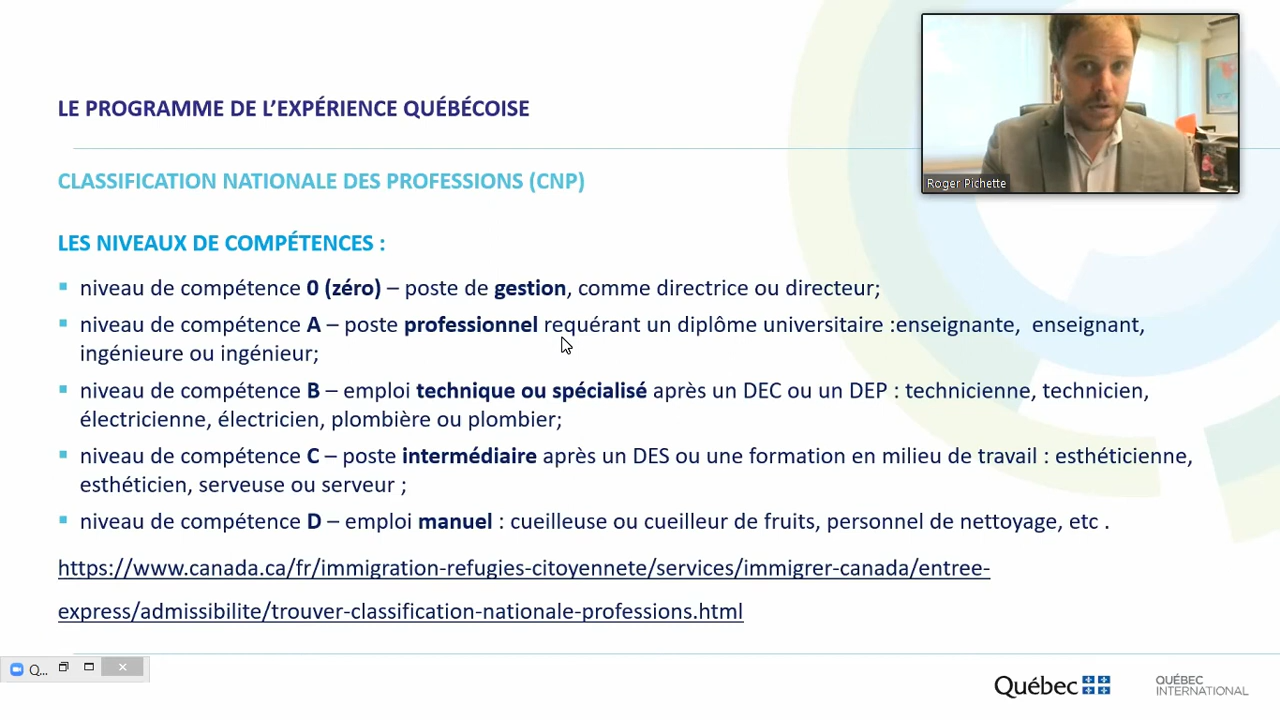 LE PROGRAMME DE L'EXPÉRIENCE QUÉBÉCOISE
Roger Pichette
CLASSIFICATION NATIONALE DES PROFESSIONS (CNP)
LES NIVEAUX DE COMPÉTENCES :
▪ niveau de compétence 0 (zéro) – poste de gestion, comme directrice ou directeur;
▪ niveau de compétence A – poste professionnel requérant un diplôme universitaire :enseignante, enseignant,
ingénieure ou ingénieur;
▪ niveau de compétence B – emploi technique ou spécialisé après un DEC ou un DEP : technicienne, technicien,
électricienne, électricien, plombière ou plombier;
▪ niveau de compétence C – poste intermédiaire après un DES ou une formation en milieu de travail : esthéticienne,
esthéticien, serveuse ou serveur ;
▪ niveau de compétence D – emploi manuel : cueilleuse ou cueilleur de fruits, personnel de nettoyage, etc .
https://www.canada.ca/fr/immigration-refugies-citoyennete/services/immigrer-canada/entree-
express/admissibilite/trouver-classification-nationale-professions.html
Q...
Québec
QUÉBEC
INTERNATIONAL